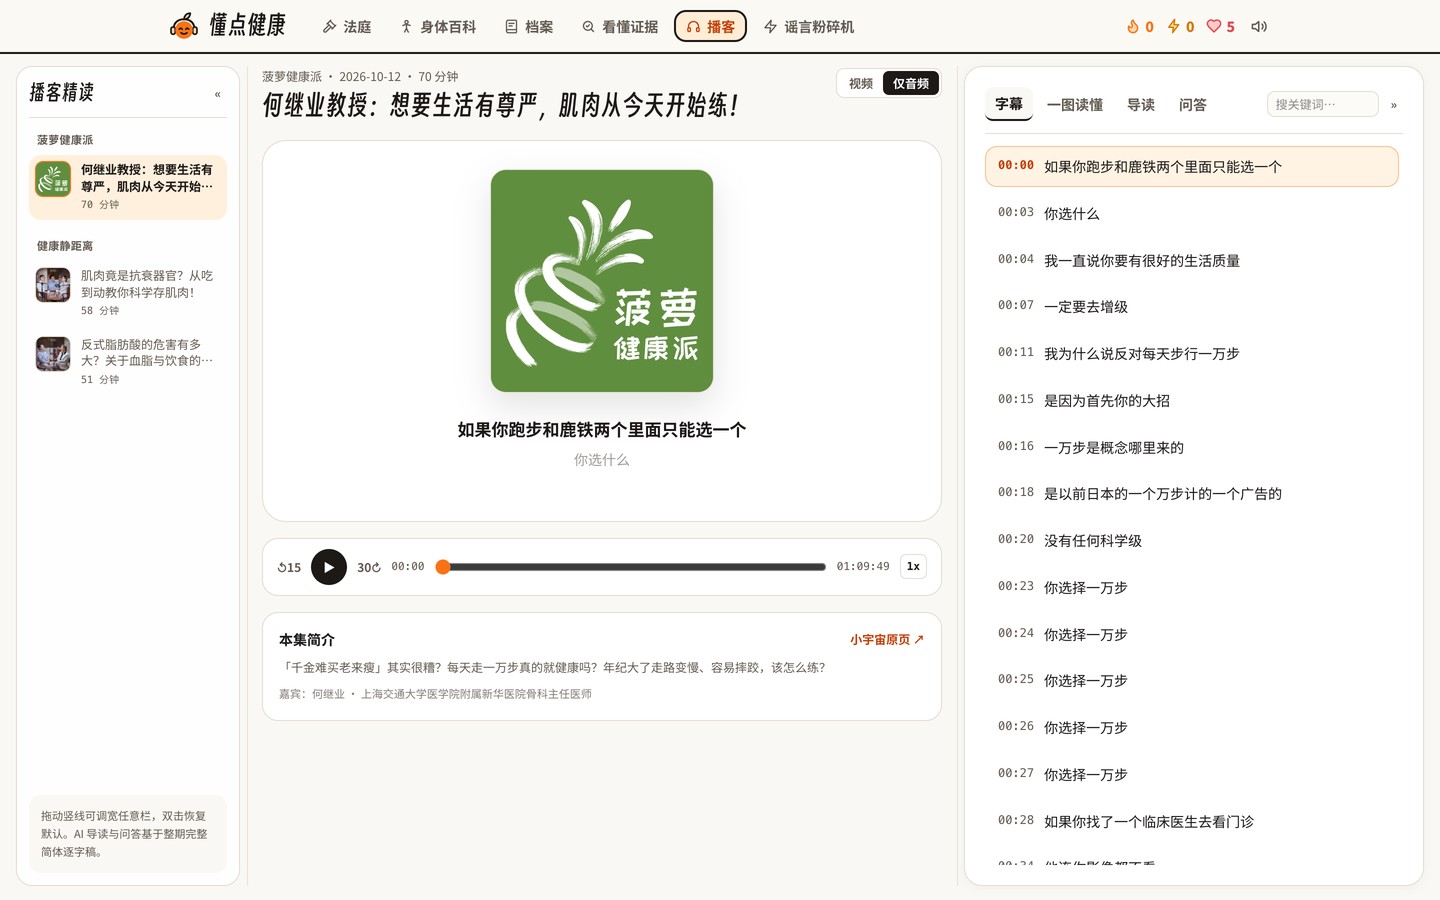 懂点健康
法庭
身体百科
档案
看懂证据
播客
谣言粉碎机
0
0
5
播客精读
«
菠萝健康派
何继业教授：想要生活有
尊严，肌肉从今天开始…
70 分钟
健康静距离
肌肉竟是抗衰器官？从吃
到动教你科学存肌肉！
58 分钟
反式脂肪酸的危害有多
大？关于血脂与饮食的…
51 分钟
拖动竖线可调宽任意栏，双击恢复
默认。AI 导读与问答基于整期完整
简体逐字稿。
菠萝健康派 · 2026-10-12 · 70 分钟
何继业教授：想要生活有尊严，肌肉从今天开始练！
视频
仅音频
菠萝
健康派
如果你跑步和鹿铁两个里面只能选一个
你选什么
↺15
30↻
00:00
01:09:49
1x
本集简介
小宇宙原页 ↗
「千金难买老来瘦」其实很糟？每天走一万步真的就健康吗？年纪大了走路变慢、容易摔跤，该怎么练？
嘉宾：何继业 · 上海交通大学医学院附属新华医院骨科主任医师
字幕
一图读懂
导读
问答
搜关键词…
»
00:00 如果你跑步和鹿铁两个里面只能选一个
00:03 你选什么
00:04 我一直说你要有很好的生活质量
00:07 一定要去增级
00:11 我为什么说反对每天步行一万步
00:15 是因为首先你的大招
00:16 一万步是概念哪里来的
00:18 是以前日本的一个万步计的一个广告的
00:20 没有任何科学级
00:23 你选择一万步
00:24 你选择一万步
00:25 你选择一万步
00:26 你选择一万步
00:27 你选择一万步
00:28 如果你找了一个临床医生去看门诊